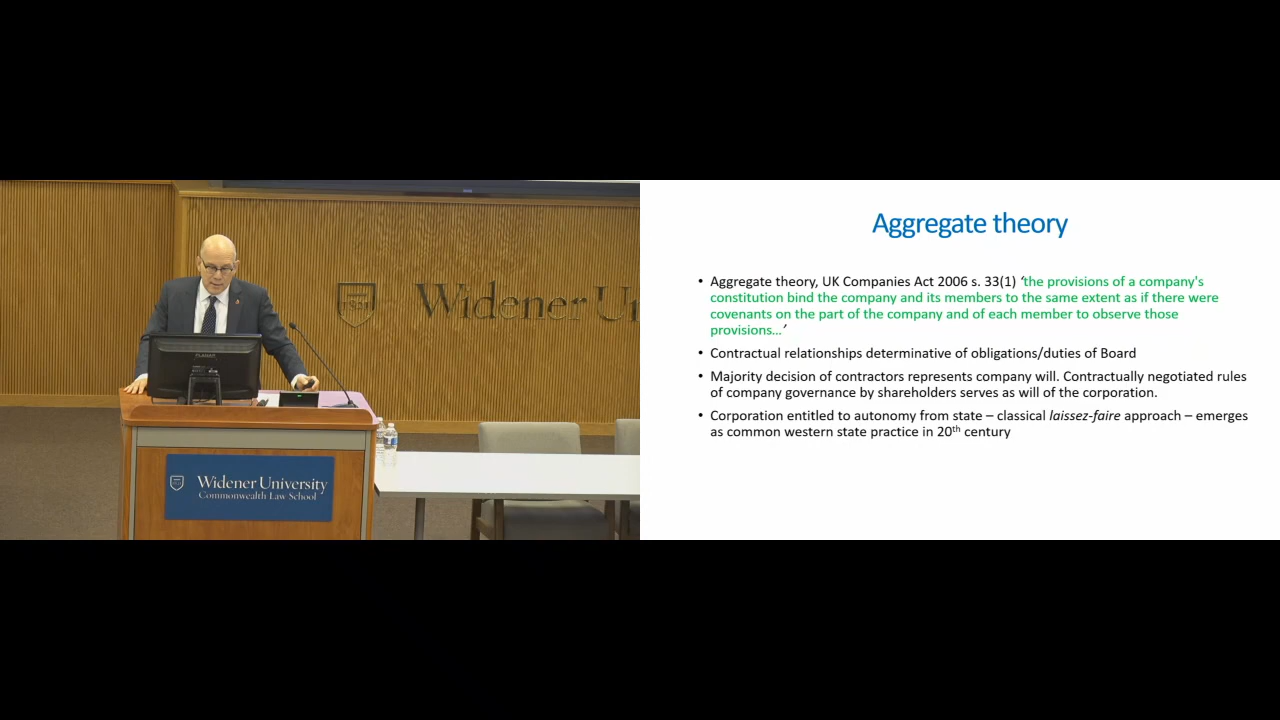 Widener U
Widener University
Commonwealth Law School
Aggregate theory
• Aggregate theory, UK Companies Act 2006 s. 33(1) ‘the provisions of a company's
constitution bind the company and its members to the same extent as if there were
covenants on the part of the company and of each member to observe those
provisions…’
• Contractual relationships determinative of obligations/duties of Board
• Majority decision of contractors represents company will. Contractually negotiated rules
of company governance by shareholders serves as will of the corporation.
• Corporation entitled to autonomy from state – classical laissez-faire approach – emerges
as common western state practice in 20th century